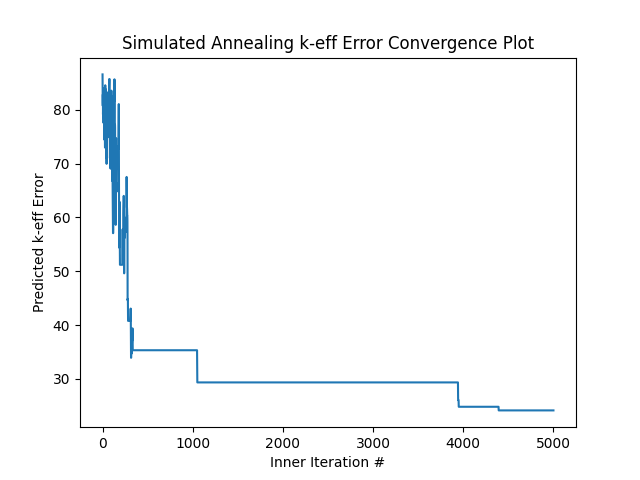 Simulated Annealing k-eff Error Convergence Plot
Predicted k-eff Error
80
70
60
50
40
30
0 1000 2000 3000 4000 5000
Inner Iteration #